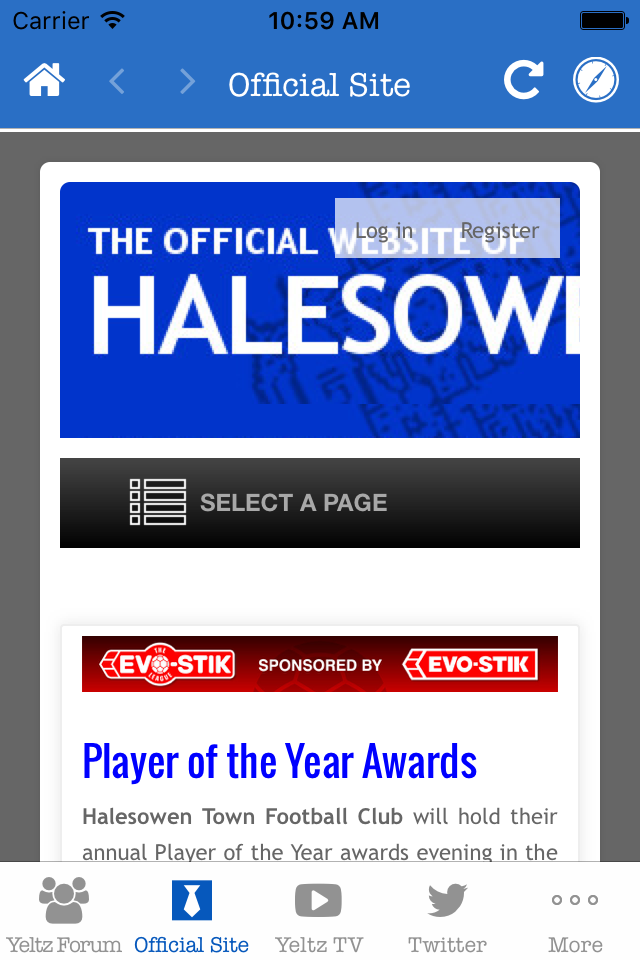 Carrier 10:59 AM
Official Site
Log in Register
THE OFFICIAL WEBSITE OF
HALESOWE
SELECT A PAGE
THE EVO-STIK LEAGUE SPONSORED BY EVO-STIK
Player of the Year Awards
Halesowen Town Football Club will hold their
annual Player of the Year awards evening in the
Yeltz Forum Official Site Yeltz TV Twitter More